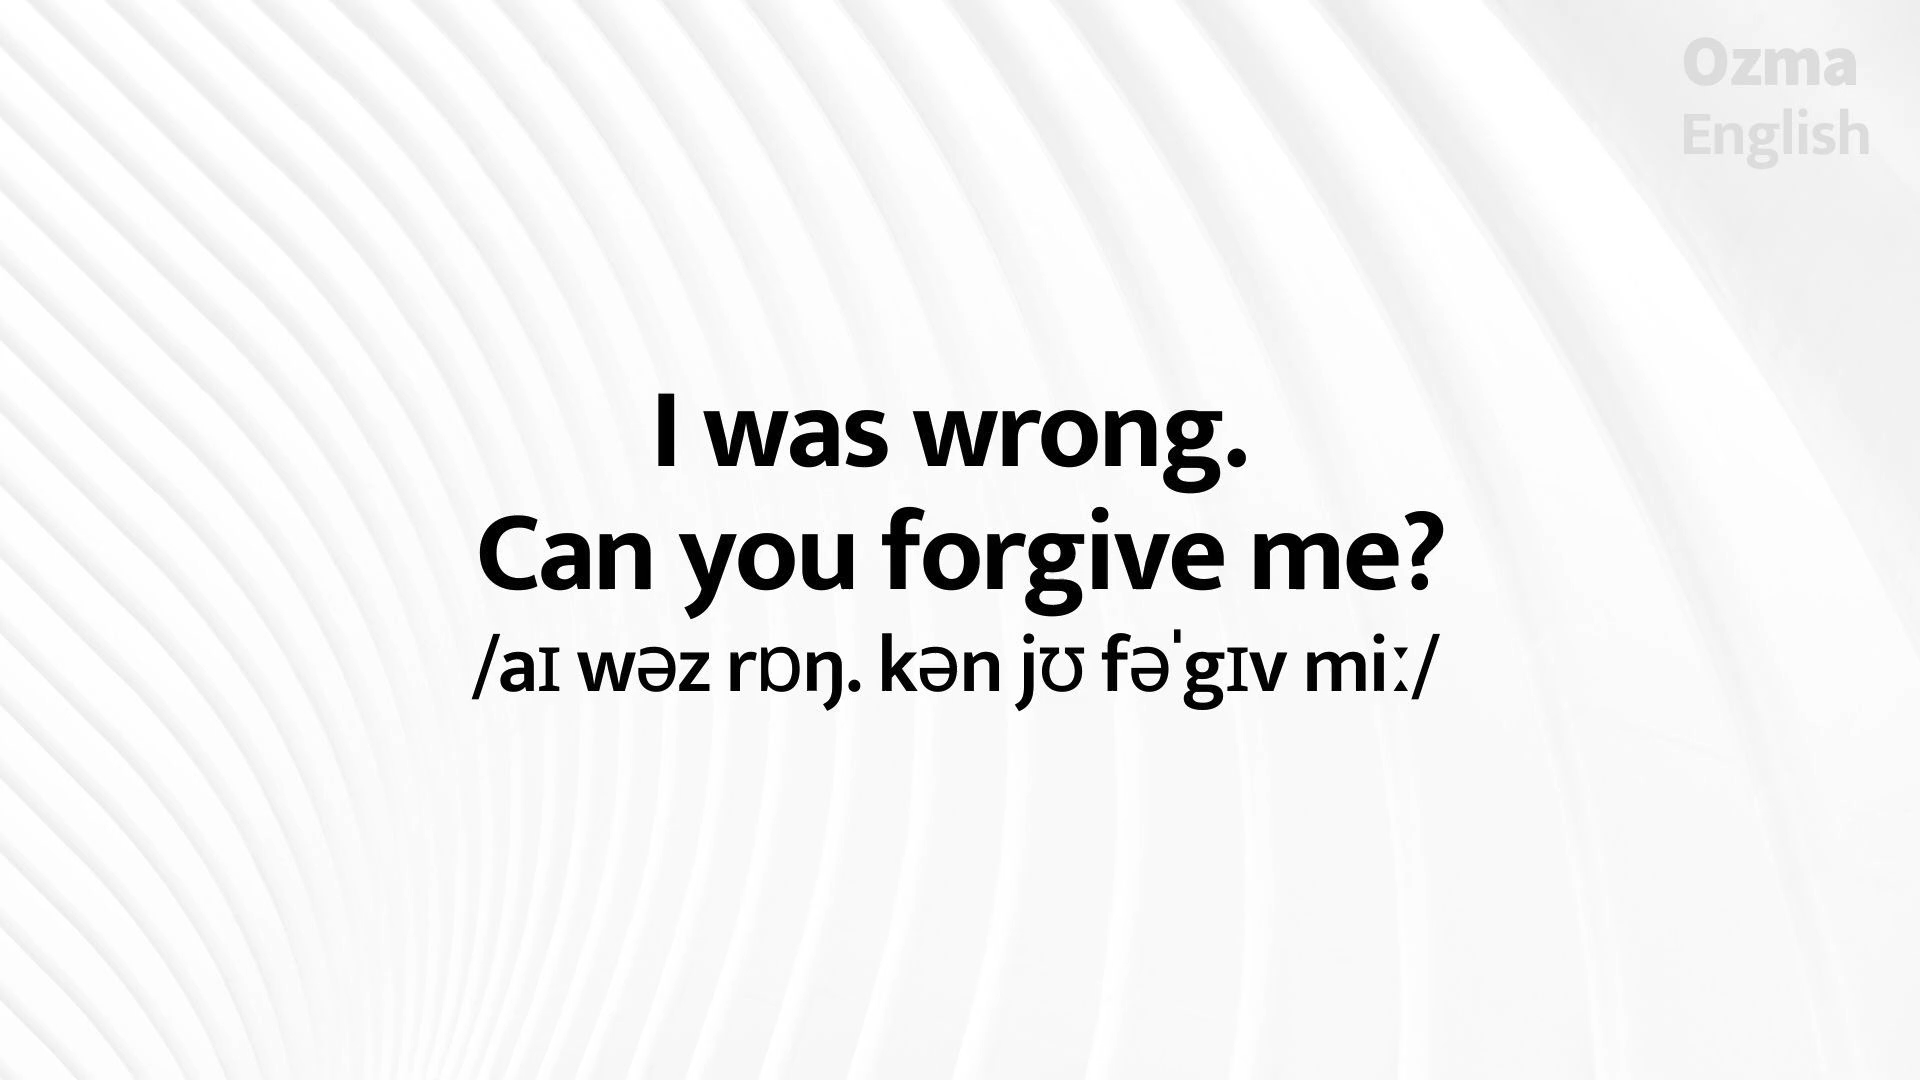 Ozma
English
I was wrong.
Can you forgive me?
/aɪ wəz rɒŋ. kən jʊ fəˈgɪv miː/